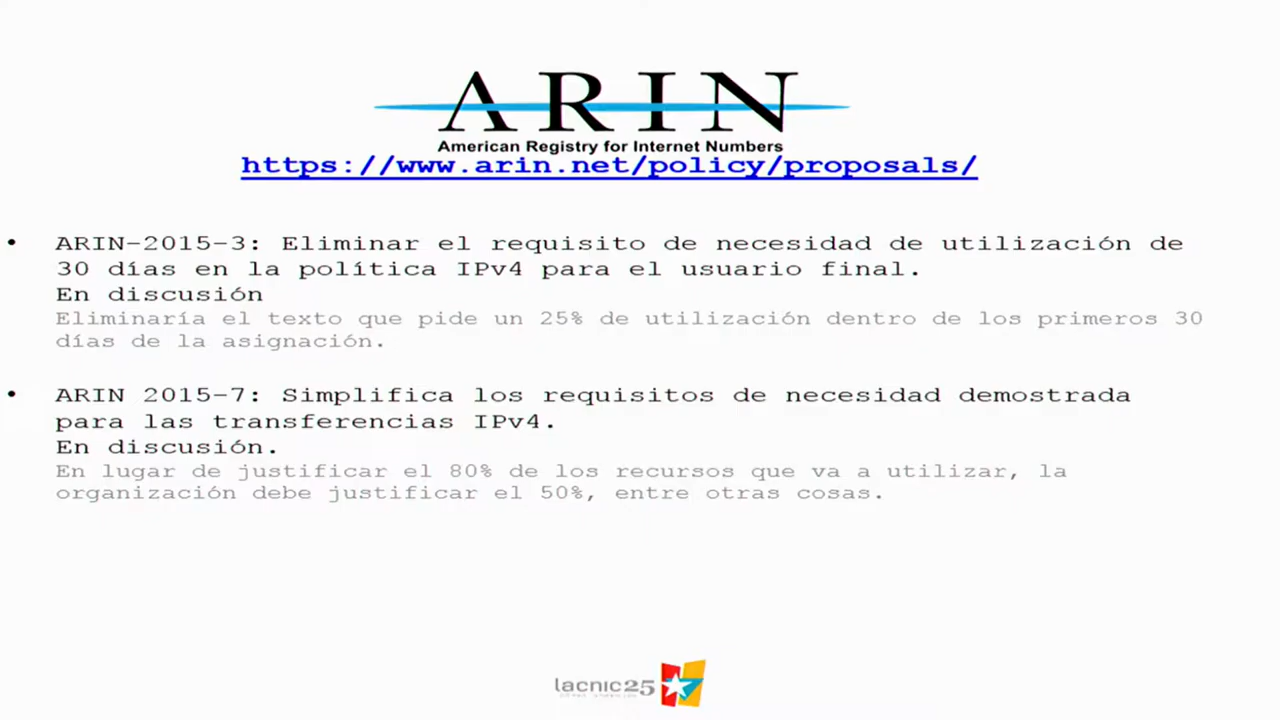 ARIN
American Registry for Internet Numbers
https://www.arin.net/policy/proposals/
• ARIN-2015-3: Eliminar el requisito de necesidad de utilización de
30 días en la política IPv4 para el usuario final.
En discusión
Eliminaría el texto que pide un 25% de utilización dentro de los primeros 30
días de la asignación.
• ARIN 2015-7: Simplifica los requisitos de necesidad demostrada
para las transferencias IPv4.
En discusión.
En lugar de justificar el 80% de los recursos que va a utilizar, la
organización debe justificar el 50%, entre otras cosas.
lacnic25